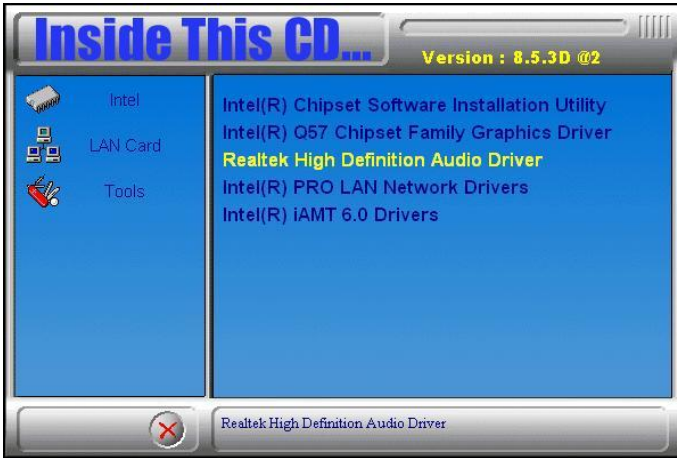 Inside This CD...
Version : 8.5.3D @2
Intel
LAN Card
Tools
Intel(R) Chipset Software Installation Utility
Intel(R) Q57 Chipset Family Graphics Driver
Realtek High Definition Audio Driver
Intel(R) PRO LAN Network Drivers
Intel(R) iAMT 6.0 Drivers
Realtek High Definition Audio Driver